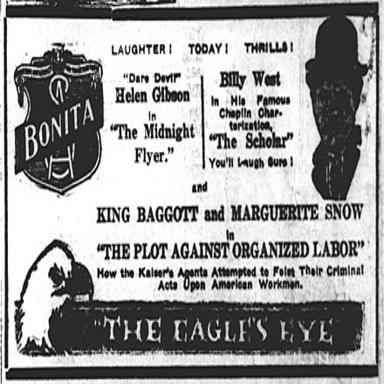 LAUGHTER! TODAY! THRILLS!
BONITA
"Dare Devil"
Helen Gibson
in
"The Midnight
Flyer."
Billy West
In His Famous
Chaplin Char-
terization,
"The Scholar"
You'll Laugh Sure!
and
KING BAGGOTT and MARGUERITE SNOW
in
"THE PLOT AGAINST ORGANIZED LABOR"
How the Kaiser's Agents Attempted to Foist Their Criminal
Acts Upon American Workmen.
"THE EAGLE'S EYE"